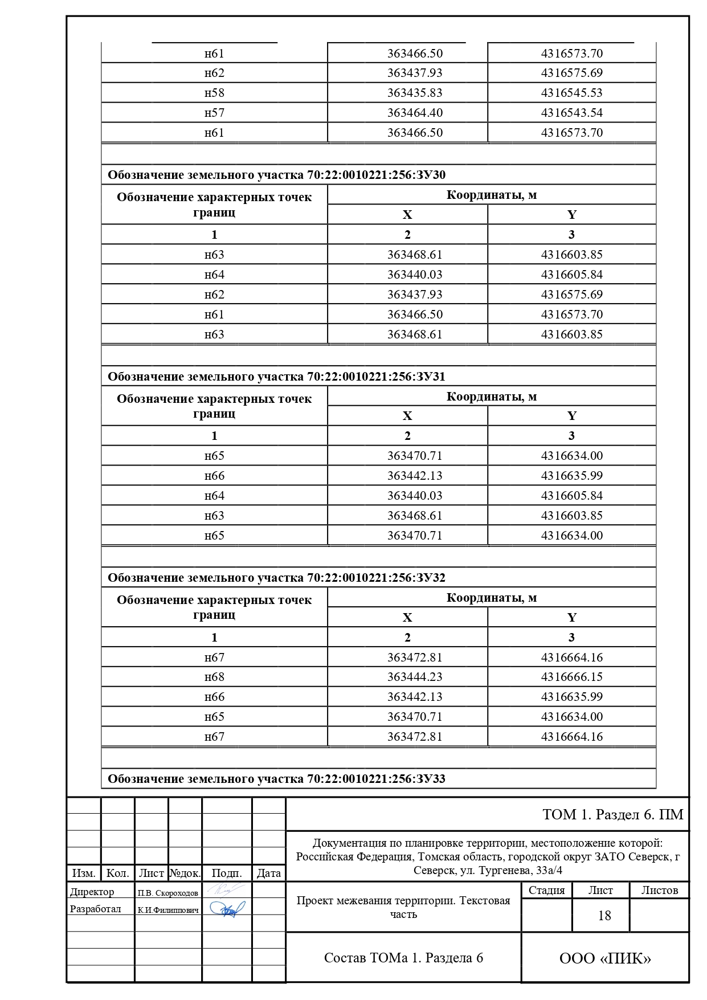 н61 363466.50 4316573.70
н62 363437.93 4316575.69
н58 363435.83 4316545.53
н57 363464.40 4316543.54
н61 363466.50 4316573.70
Обозначение земельного участка 70:22:0010221:256:ЗУ30
Обозначение характерных точек
границ
Координаты, м
X Y
1 2 3
н63 363468.61 4316603.85
н64 363440.03 4316605.84
н62 363437.93 4316575.69
н61 363466.50 4316573.70
н63 363468.61 4316603.85
Обозначение земельного участка 70:22:0010221:256:ЗУ31
Обозначение характерных точек
границ
Координаты, м
X Y
1 2 3
н65 363470.71 4316634.00
н66 363442.13 4316635.99
н64 363440.03 4316605.84
н63 363468.61 4316603.85
н65 363470.71 4316634.00
Обозначение земельного участка 70:22:0010221:256:ЗУ32
Обозначение характерных точек
границ
Координаты, м
X Y
1 2 3
н67 363472.81 4316664.16
н68 363444.23 4316666.15
н66 363442.13 4316635.99
н65 363470.71 4316634.00
н67 363472.81 4316664.16
Обозначение земельного участка 70:22:0010221:256:ЗУ33
ТОМ 1. Раздел 6. ПМ
Документация по планировке территории, местоположение которой:
Российская Федерация, Томская область, городской округ ЗАТО Северск, г
Северск, ул. Тургенева, 33а/4
Изм. Кол. Лист №док. Подп. Дата
Директор П.В. Скороходов
Разработал К.И.Филиппович
Проект межевания территории. Текстовая
часть
Стадия Лист Листов
18
Состав ТОМа 1. Раздела 6
ООО «ПИК»